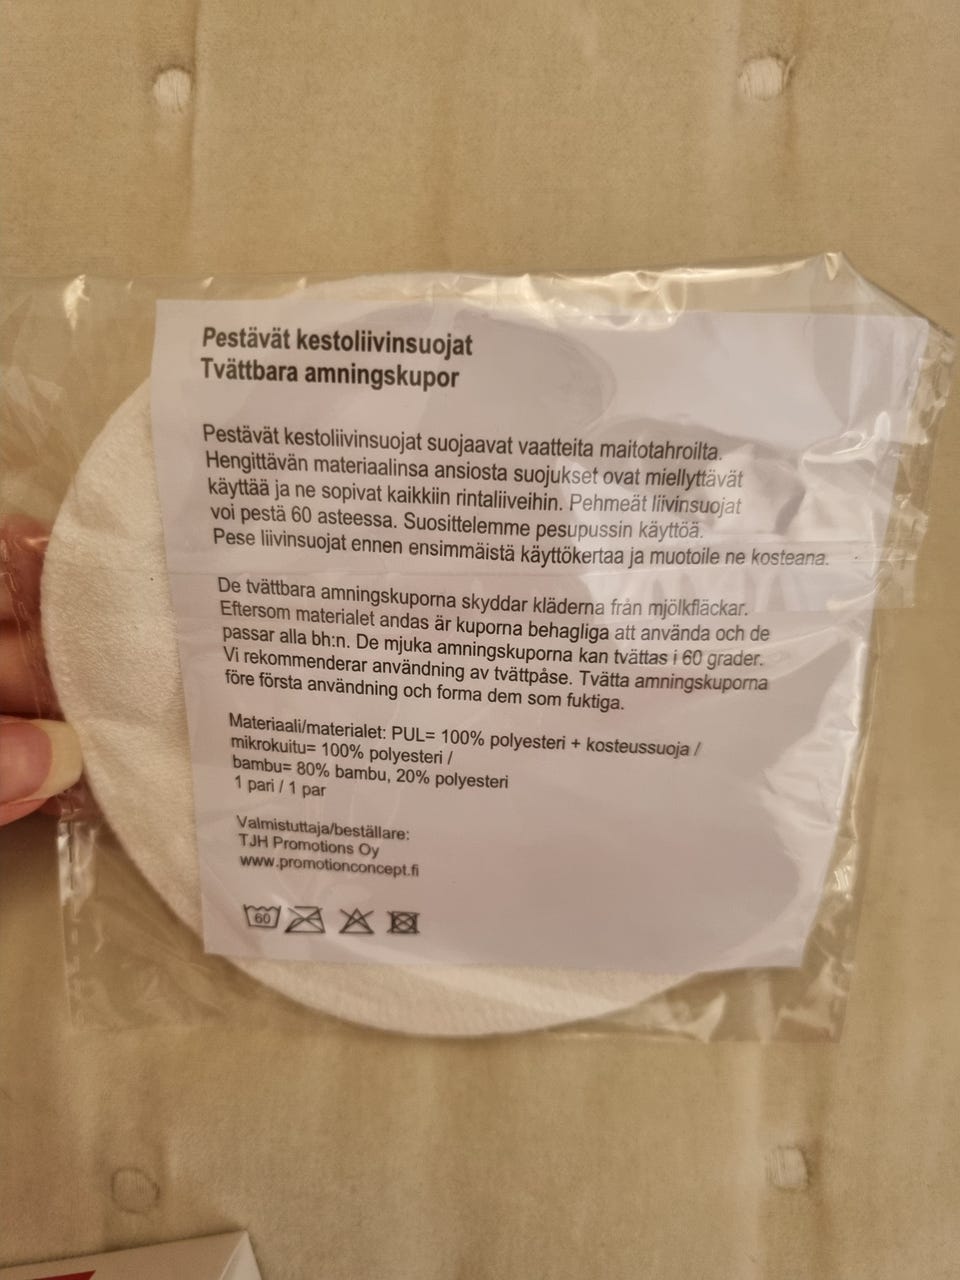 Pestävät kestoliivinsuojat
Tvättbara amningskupor
Pestävät kestoliivinsuojat suojaavat vaatteita maitotahroilta.
Hengittävän materiaalinsa ansiosta suojukset ovat miellyttävät
käyttää ja ne sopivat kaikkiin rintaliiveihin. Pehmeät liivinsuojat
voi pestä 60 asteessa. Suosittelemme pesupussin käyttöä.
Pese liivinsuojat ennen ensimmäistä käyttökertaa ja muotoile ne kosteana.
De tvättbara amningskuporna skyddar kläderna från mjölkfläckar.
Eftersom materialet andas är kuporna behagliga att använda och de
passar alla bh:n. De mjuka amningskuporna kan tvättas i 60 grader.
Vi rekommenderar användning av tvättpåse. Tvätta amningskuporna
före första användning och forma dem som fuktiga.
Materiaali/materialet: PUL= 100% polyesteri + kosteussuoja /
mikrokuitu= 100% polyesteri /
bambu= 80% bambu, 20% polyesteri
1 pari / 1 par
Valmistuttaja/beställare:
TJH Promotions Oy
www.promotionconcept.fi
60